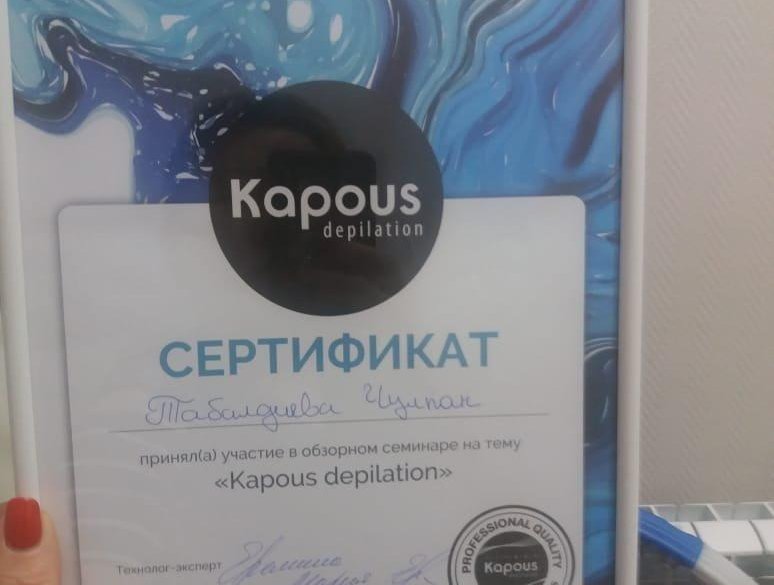 Kapous
depilation
СЕРТИФИКАТ
Табалдиева Чулпан
принял(а) участие в обзорном семинаре на тему
«Kapous depilation»
Технолог-эксперт
PROFESSIONAL QUALITY
Kapous